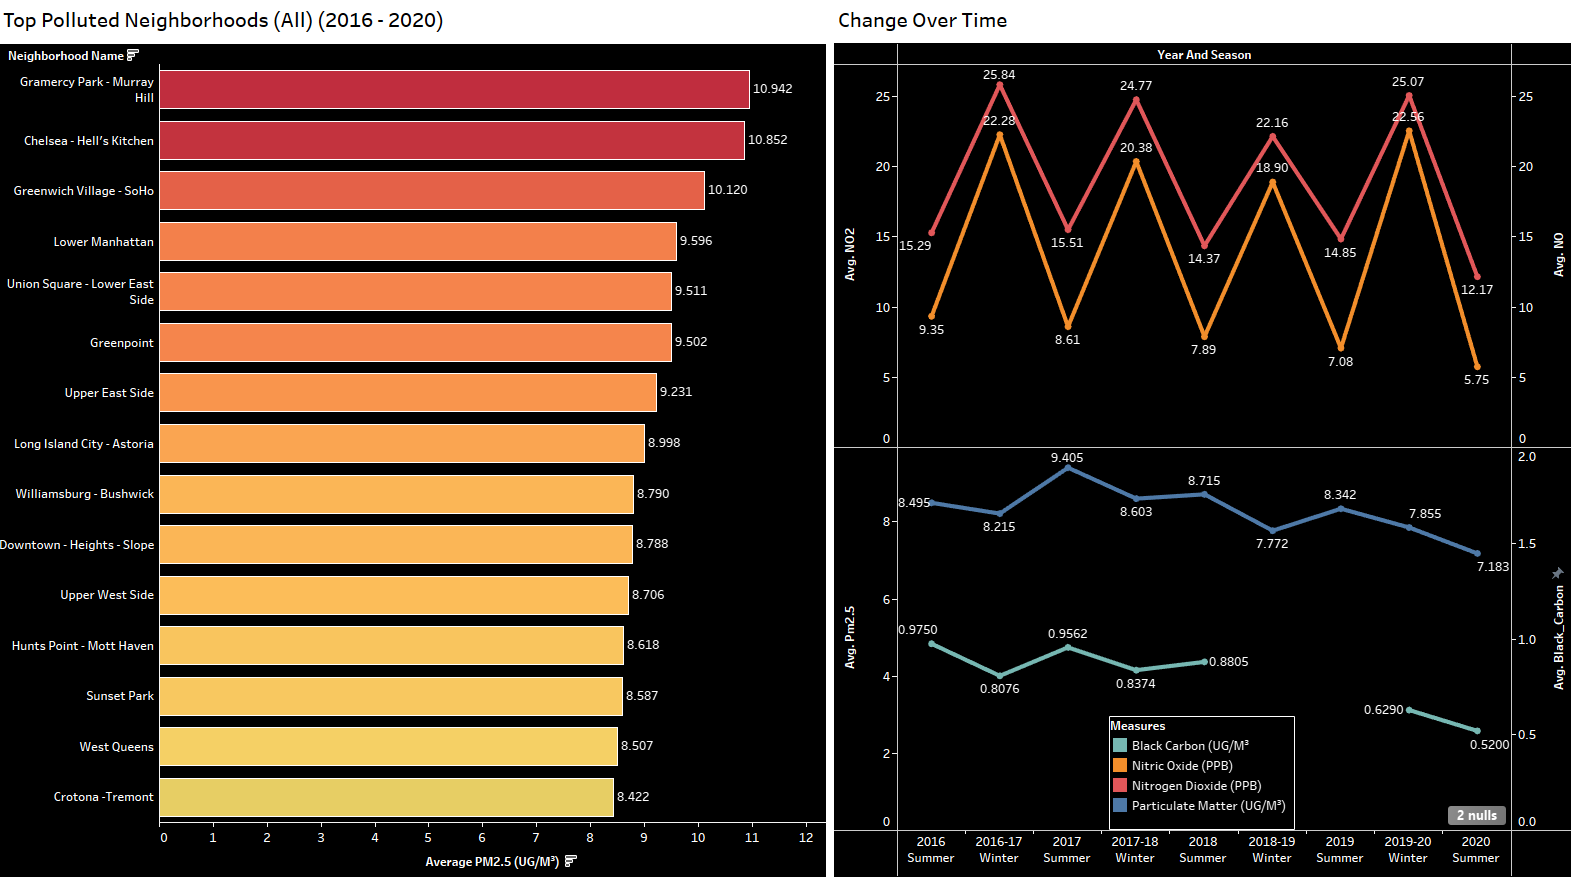 Top Polluted Neighborhoods (All) (2016 - 2020)
Neighborhood Name
Gramercy Park - Murray
Hill
10.942
Chelsea - Hell's Kitchen
10.852
Greenwich Village - SoHo
10.120
Lower Manhattan
9.596
Union Square - Lower East
Side
9.511
Greenpoint
9.502
Upper East Side
9.231
Long Island City - Astoria
8.998
Williamsburg - Bushwick
8.790
Downtown - Heights - Slope
8.788
Upper West Side
8.706
Hunts Point - Mott Haven
8.618
Sunset Park
8.587
West Queens
8.507
Crotona -Tremont
8.422
0 1 2 3 4 5 6 7 8 9 10 11 12
Average PM2.5 (UG/M³)
Change Over Time
Year And Season
Avg. NO2
25
20
15
10
5
0
25.84
24.77
22.16
25.07
15.29
15.51
14.37
14.85
12.17
22.28
20.38
18.90
22.56
9.35
8.61
7.89
7.08
5.75
25
20
15
10
5
0
Avg. NO
Avg. Pm2.5
8
6
4
2
0
8.495
8.215
9.405
8.603
8.715
7.772
8.342
7.855
7.183
0.9750
0.8076
0.9562
0.8374
0.8805
0.6290
0.5200
2.0
1.5
1.0
0.5
0.0
Avg. Black_Carbon
Measures
Black Carbon (UG/M³
Nitric Oxide (PPB)
Nitrogen Dioxide (PPB)
Particulate Matter (UG/M³)
2 nulls
2016
Summer
2016-17
Winter
2017
Summer
2017-18
Winter
2018
Summer
2018-19
Winter
2019
Summer
2019-20
Winter
2020
Summer